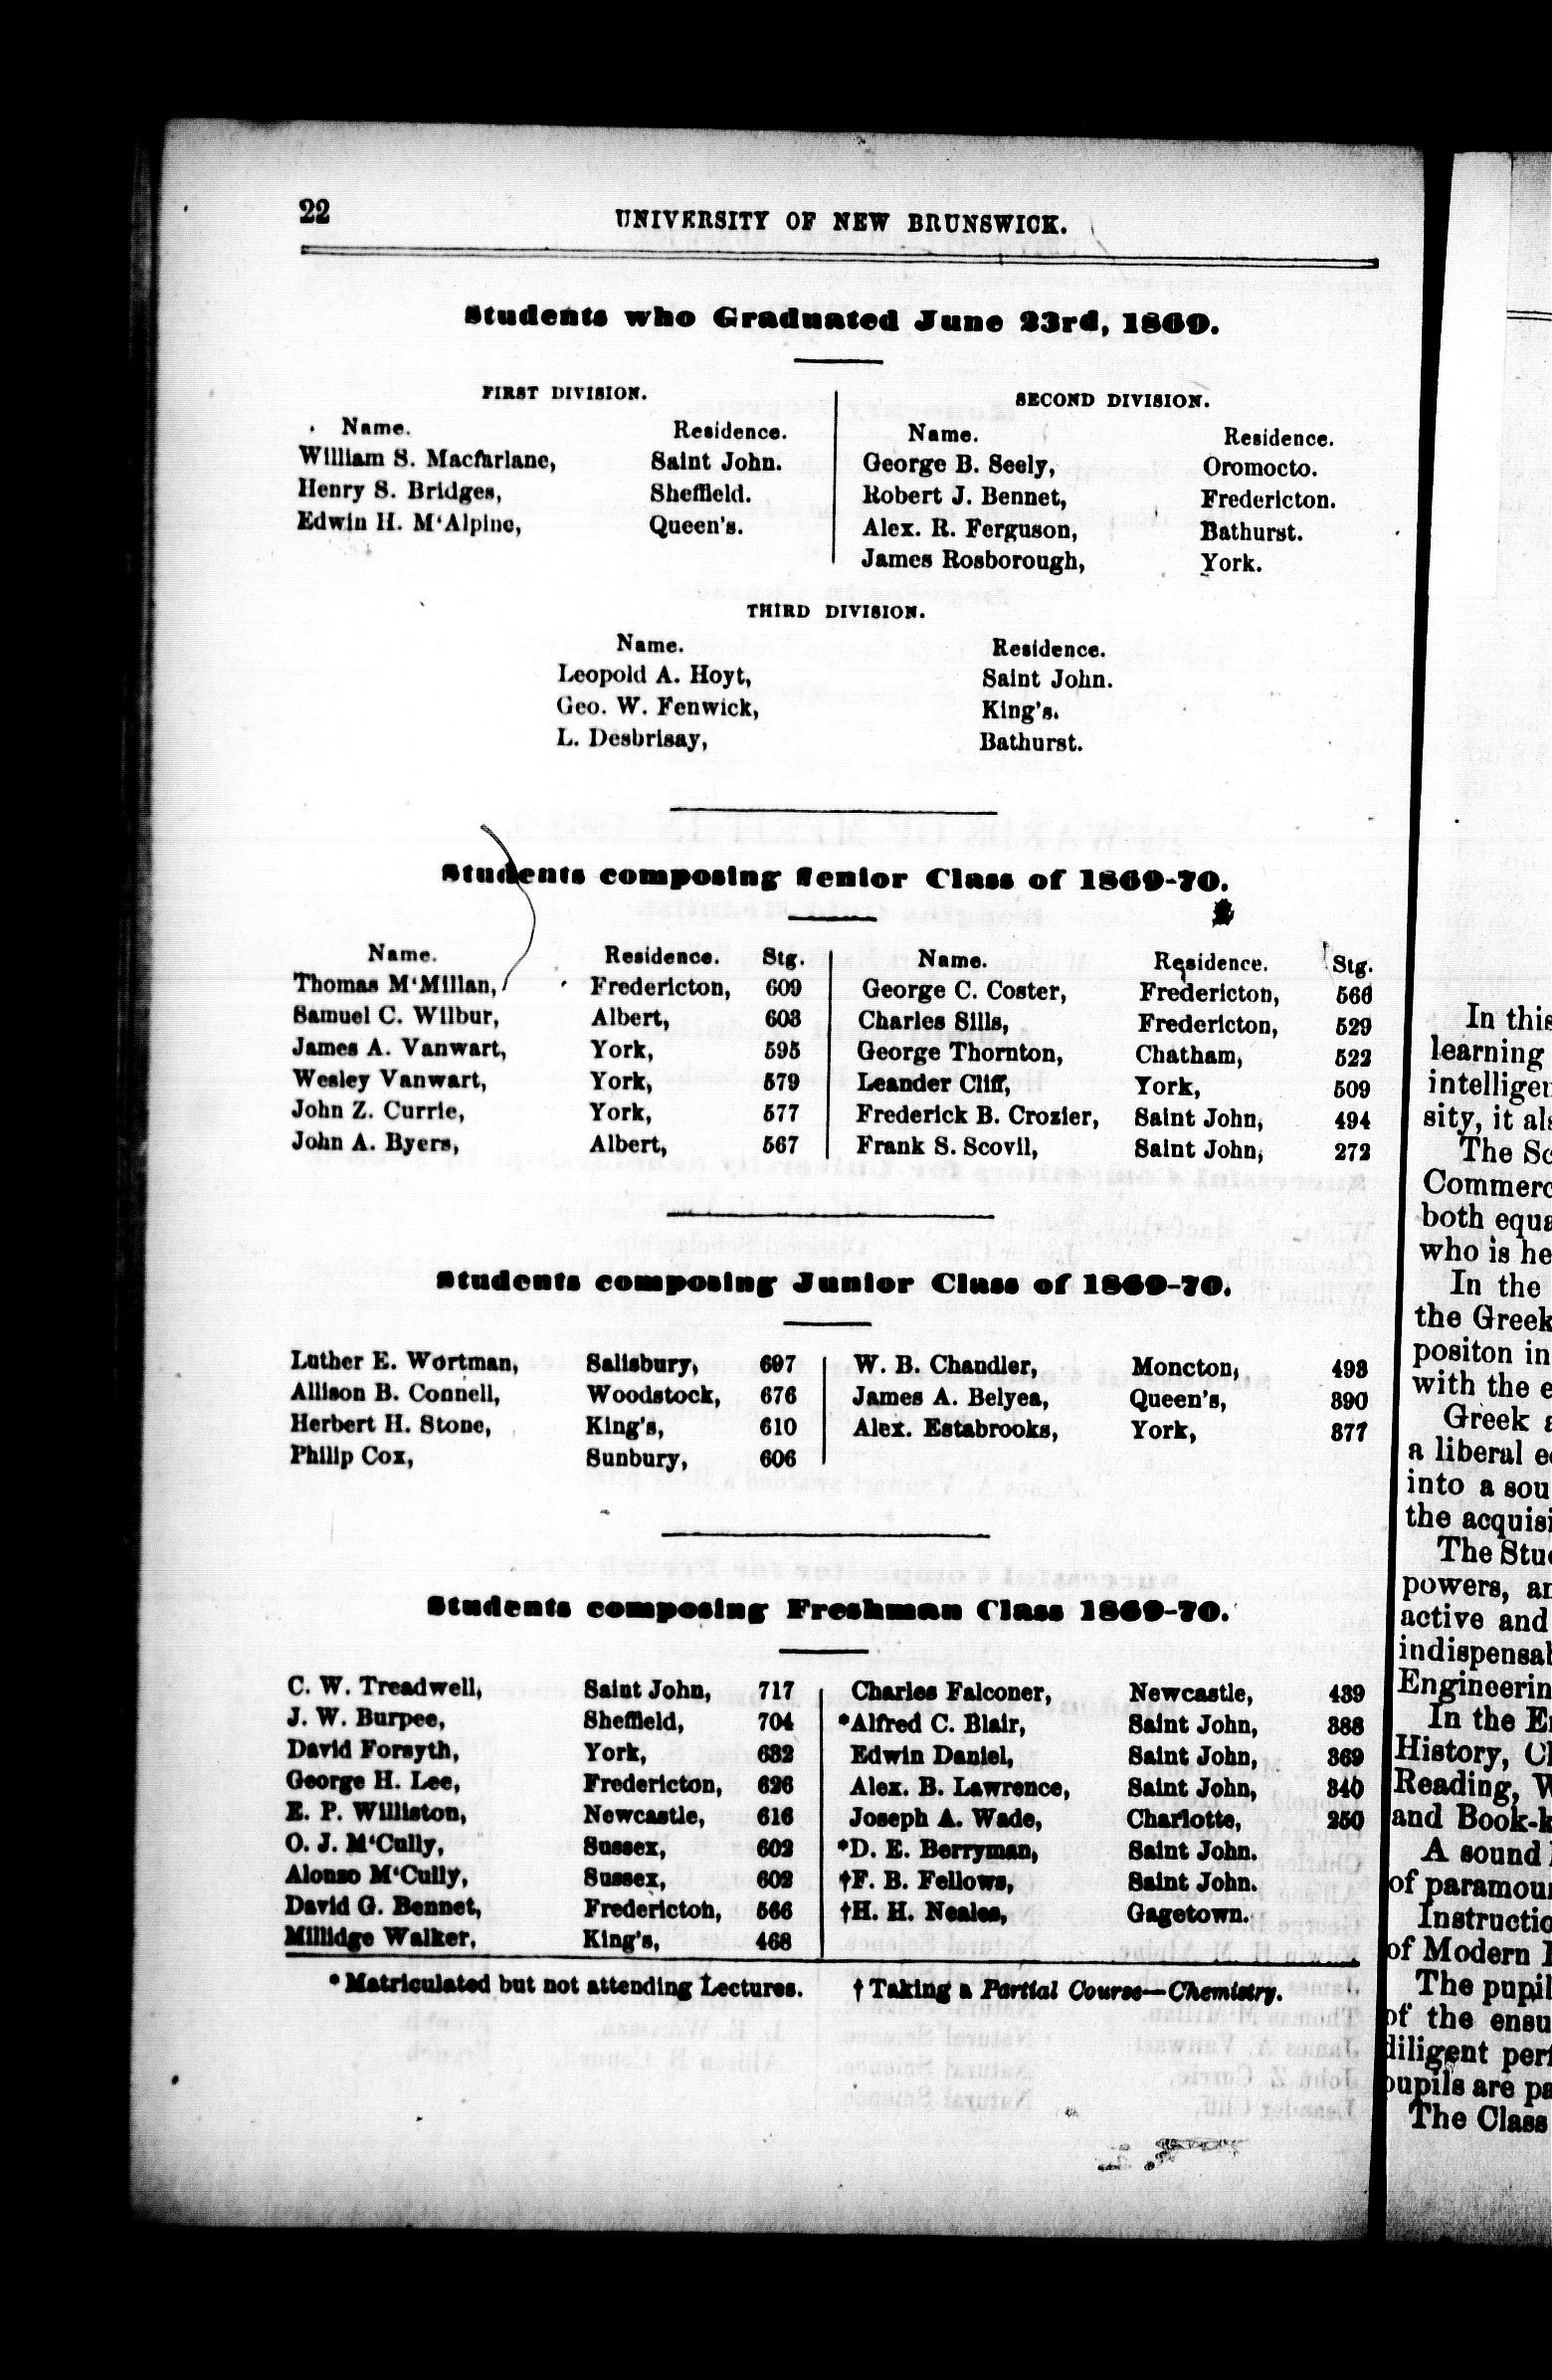 22
UNIVERSITY OF NEW BRUNSWICK.
Students who Graduated June 23rd, 1869.
FIRST DIVISION.
Name. Residence.
William S. Macfarlane, Saint John.
Henry S. Bridges, Sheffield.
Edwin H. M'Alpine, Queen's.
SECOND DIVISION.
Name. Residence.
George B. Seely, Oromocto.
Robert J. Bennet, Fredericton.
Alex. R. Ferguson, Bathurst.
James Rosborough, York.
THIRD DIVISION.
Name. Residence.
Leopold A. Hoyt, Saint John.
Geo. W. Fenwick, King's.
L. Desbrisay, Bathurst.
Students composing Senior Class of 1869-70.
Name. Residence. Stg.
Thomas M'Millan, Fredericton, 609
Samuel C. Wilbur, Albert, 603
James A. Vanwart, York, 595
Wesley Vanwart, York, 579
John Z. Currie, York, 577
John A. Byers, Albert, 567
Name. Residence. Stg.
George C. Coster, Fredericton, 566
Charles Sills, Fredericton, 529
George Thornton, Chatham, 522
Leander Cliff, York, 509
Frederick B. Crozier, Saint John, 494
Frank S. Scovil, Saint John, 272
Students composing Junior Class of 1869-70.
Luther E. Wortman, Salisbury, 697
Allison B. Connell, Woodstock, 676
Herbert H. Stone, King's, 610
Philip Cox, Sunbury, 606
W. B. Chandler, Moncton, 493
James A. Belyea, Queen's, 390
Alex. Estabrooks, York, 377
Students composing Freshman Class 1869-70.
C. W. Treadwell, Saint John, 717
J. W. Burpee, Sheffield, 704
David Forsyth, York, 632
George H. Lee, Fredericton, 626
E. P. Williston, Newcastle, 616
O. J. M'Cully, Sussex, 602
Alonzo M'Cully, Sussex, 602
David G. Bennet, Fredericton, 566
Millidge Walker, King's, 468
Charles Falconer, Newcastle, 439
*Alfred C. Blair, Saint John, 388
Edwin Daniel, Saint John, 369
Alex. B. Lawrence, Saint John, 340
Joseph A. Wade, Charlotte, 250
*D. E. Berryman, Saint John.
†F. B. Fellows, Saint John.
†H. H. Neales, Gagetown.
* Matriculated but not attending Lectures. † Taking a Partial Course—Chemistry.
In this
learning
intelligen
sity, it als
The Sc
Commerc
both equa
who is he
In the
the Greek
positon in
with the e
Greek a
a liberal e
into a sou
the acquisi
The Stu
powers, an
active and
indispensal
Engineerin
In the E
History, Cl
Reading, W
and Book-k
A sound
of paramou
Instructio
of Modern
The pupil
of the ensu
diligent per
pupils are pa
The Class